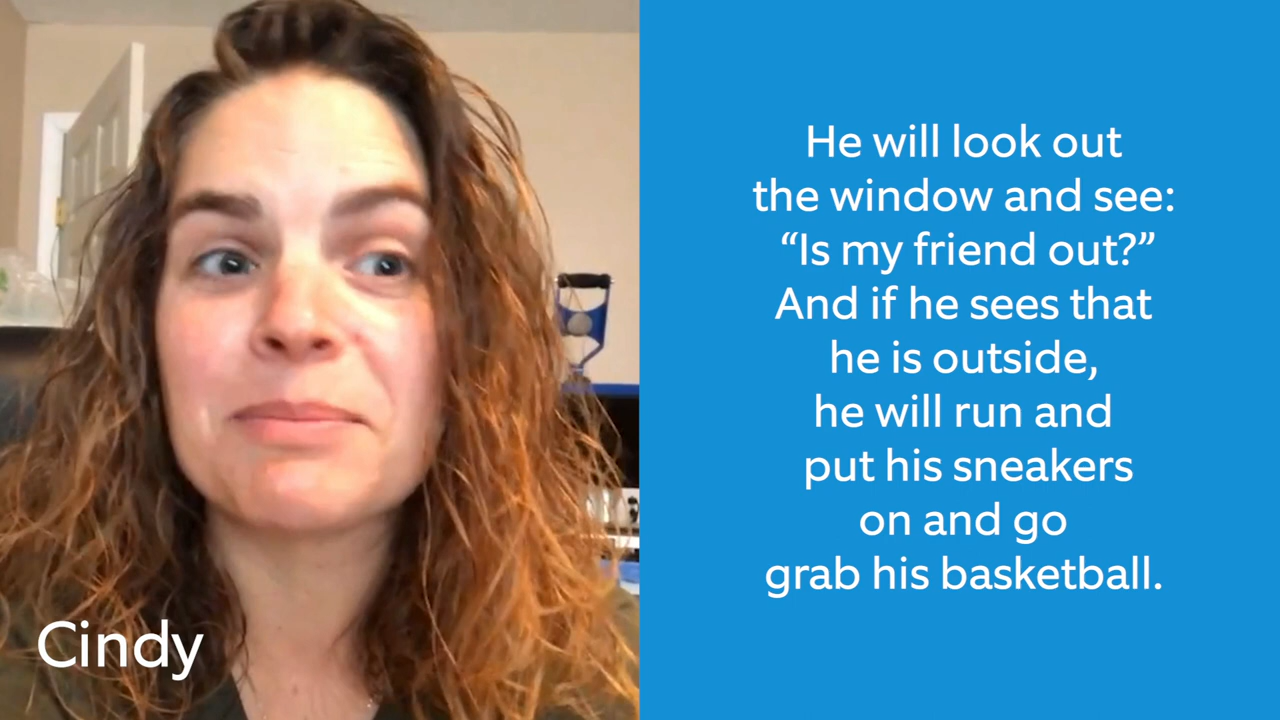 He will look out
the window and see:
“Is my friend out?”
And if he sees that
he is outside,
he will run and
put his sneakers
on and go
grab his basketball.
Cindy